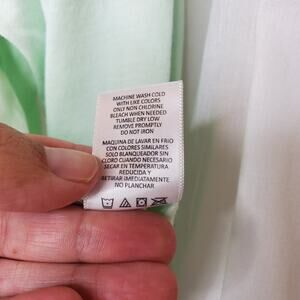 MACHINE WASH COLD
WITH LIKE COLORS
ONLY NON CHLORINE
BLEACH WHEN NEEDED
TUMBLE DRY LOW
REMOVE PROMPTLY
DO NOT IRON
MAQUINA DE LAVAR EN FRIO
CON COLORES SIMILARES
SOLO BLANQUEADOR SIN
CLORO CUANDO NECESARIO
SECAR EN TEMPERATURA
REDUCIDA Y
RETIRAR IMEDIATAMENTE
NO PLANCHAR